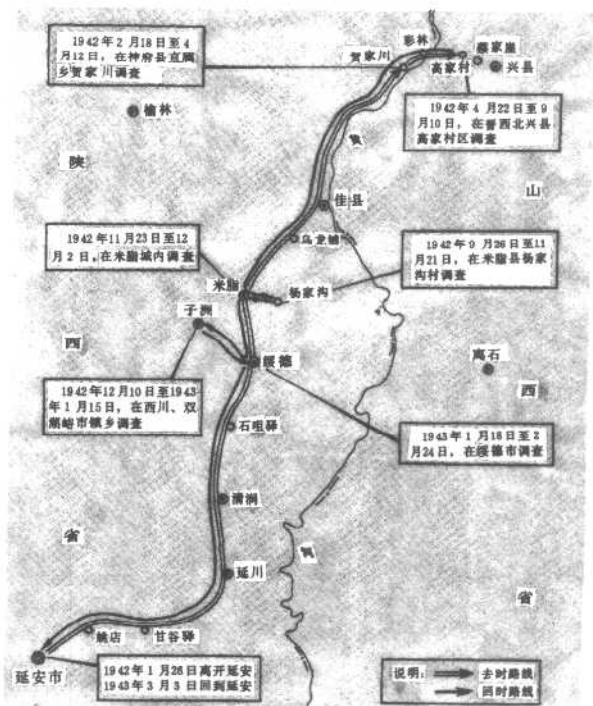 1942年2月18日至4
月12日，在神府县直属
乡贺家川调查
彩林
贺家川
高家村
蔡家崖
兴县
1942年4月22日至9
月10日，在晋西北兴县
高家村区调查
榆林
陕
黄
山
佳县
1942年11月23日至12
月2日，在米脂城内调查
乌龙铺
1942年9月26日至11
月21日，在米脂县杨家
沟村调查
米脂
杨家沟
子洲
西
绥德
离石
西
1942年12月10日至1943
年1月15日，在西川、双
湖峪市镇乡调查
石咀驿
1943年1月18日至2
月24日，在绥德市调查
清涧
省
延川
省
姚店
甘谷驿
延安市
1942年1月26日离开延安
1943年3月3日回到延安
说明：
去时路线
回时路线